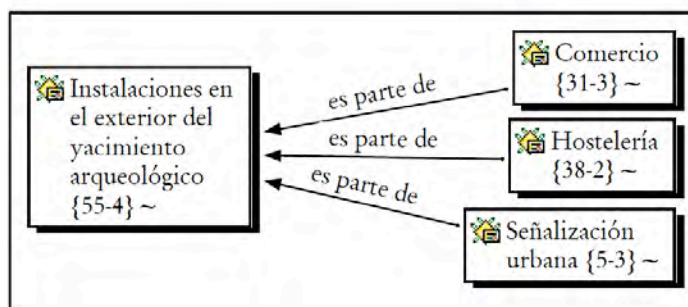 Instalaciones en
el exterior del
yacimiento
arqueológico
{55-4} ~
es parte de
es parte de
es parte de
Comercio
{31-3} ~
Hostelería
{38-2} ~
Señalización
urbana {5-3} ~